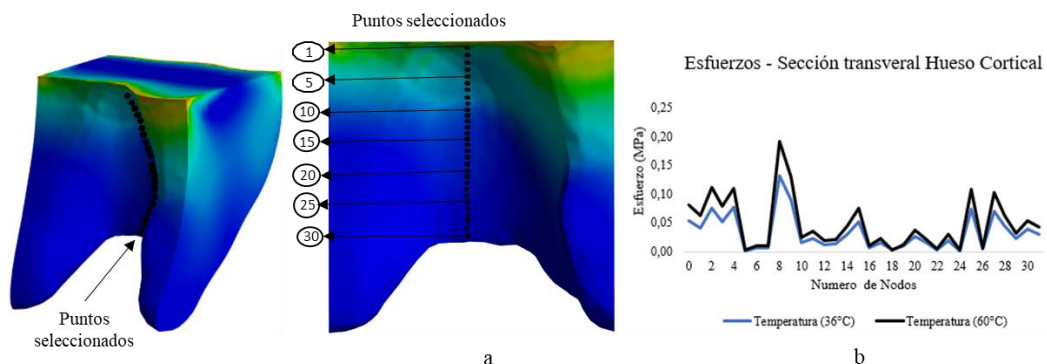 Puntos seleccionados
1
5
10
15
20
25
30
Puntos
seleccionados
a
Esfuerzos - Sección transveral Hueso Cortical
Esfuerzo (MPa)
0,25
0,20
0,15
0,10
0,05
0,00
0 2 4 6 8 10 12 14 16 18 20 22 24 26 28 30
Numero de Nodos
Temperatura (36°C) Temperatura (60°C)
b